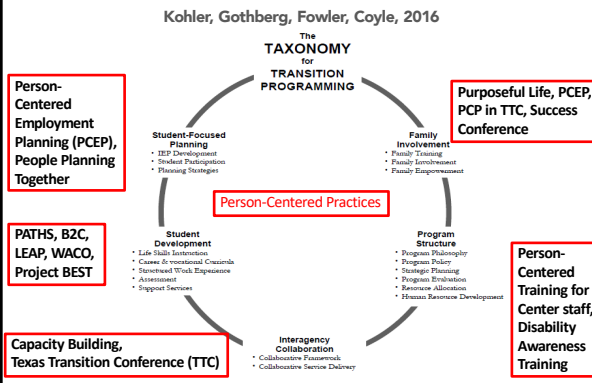 Kohler, Gothberg, Fowler, Coyle, 2016
The
TAXONOMY
for
TRANSITION
PROGRAMMING
Person-
Centered
Employment
Planning (PCEP),
People Planning
Together
Purposeful Life, PCEP,
PCP in TTC, Success
Conference
Student-Focused
Planning
• IEP Development
• Student Participation
• Planning Strategies
Family
Involvement
• Family Training
• Family Involvement
• Family Empowerment
Person-Centered Practices
PATHS, B2C,
LEAP, WACO,
Project BEST
Student
Development
• Life Skills Instruction
• Career & vocational Curricula
• Structured Work Experience
• Assessment
• Support Services
Program
Structure
• Program Philosophy
• Program Policy
• Strategic Planning
• Program Evaluation
• Resource Allocation
• Human Resource Development
Person-
Centered
Training for
Center staff,
Disability
Awareness
Training
Capacity Building,
Texas Transition Conference (TTC)
Interagency
Collaboration
• Collaborative Framework
• Collaborative Service Delivery